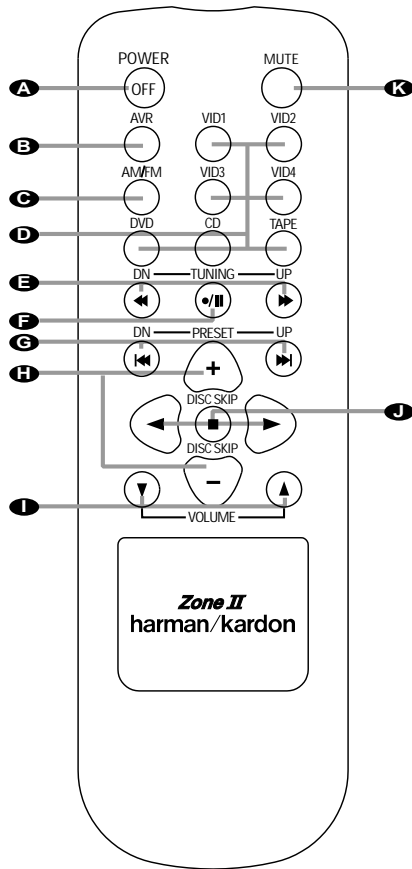 POWER MUTE
A OFF K
AVR VID1 VID2
B
AM/FM VID3 VID4
C
DVD CD TAPE
D
DN TUNING UP
E
F
DN PRESET UP
G
H +
DISC SKIP
J
DISC SKIP
−
I VOLUME
Zone II
harman/kardon